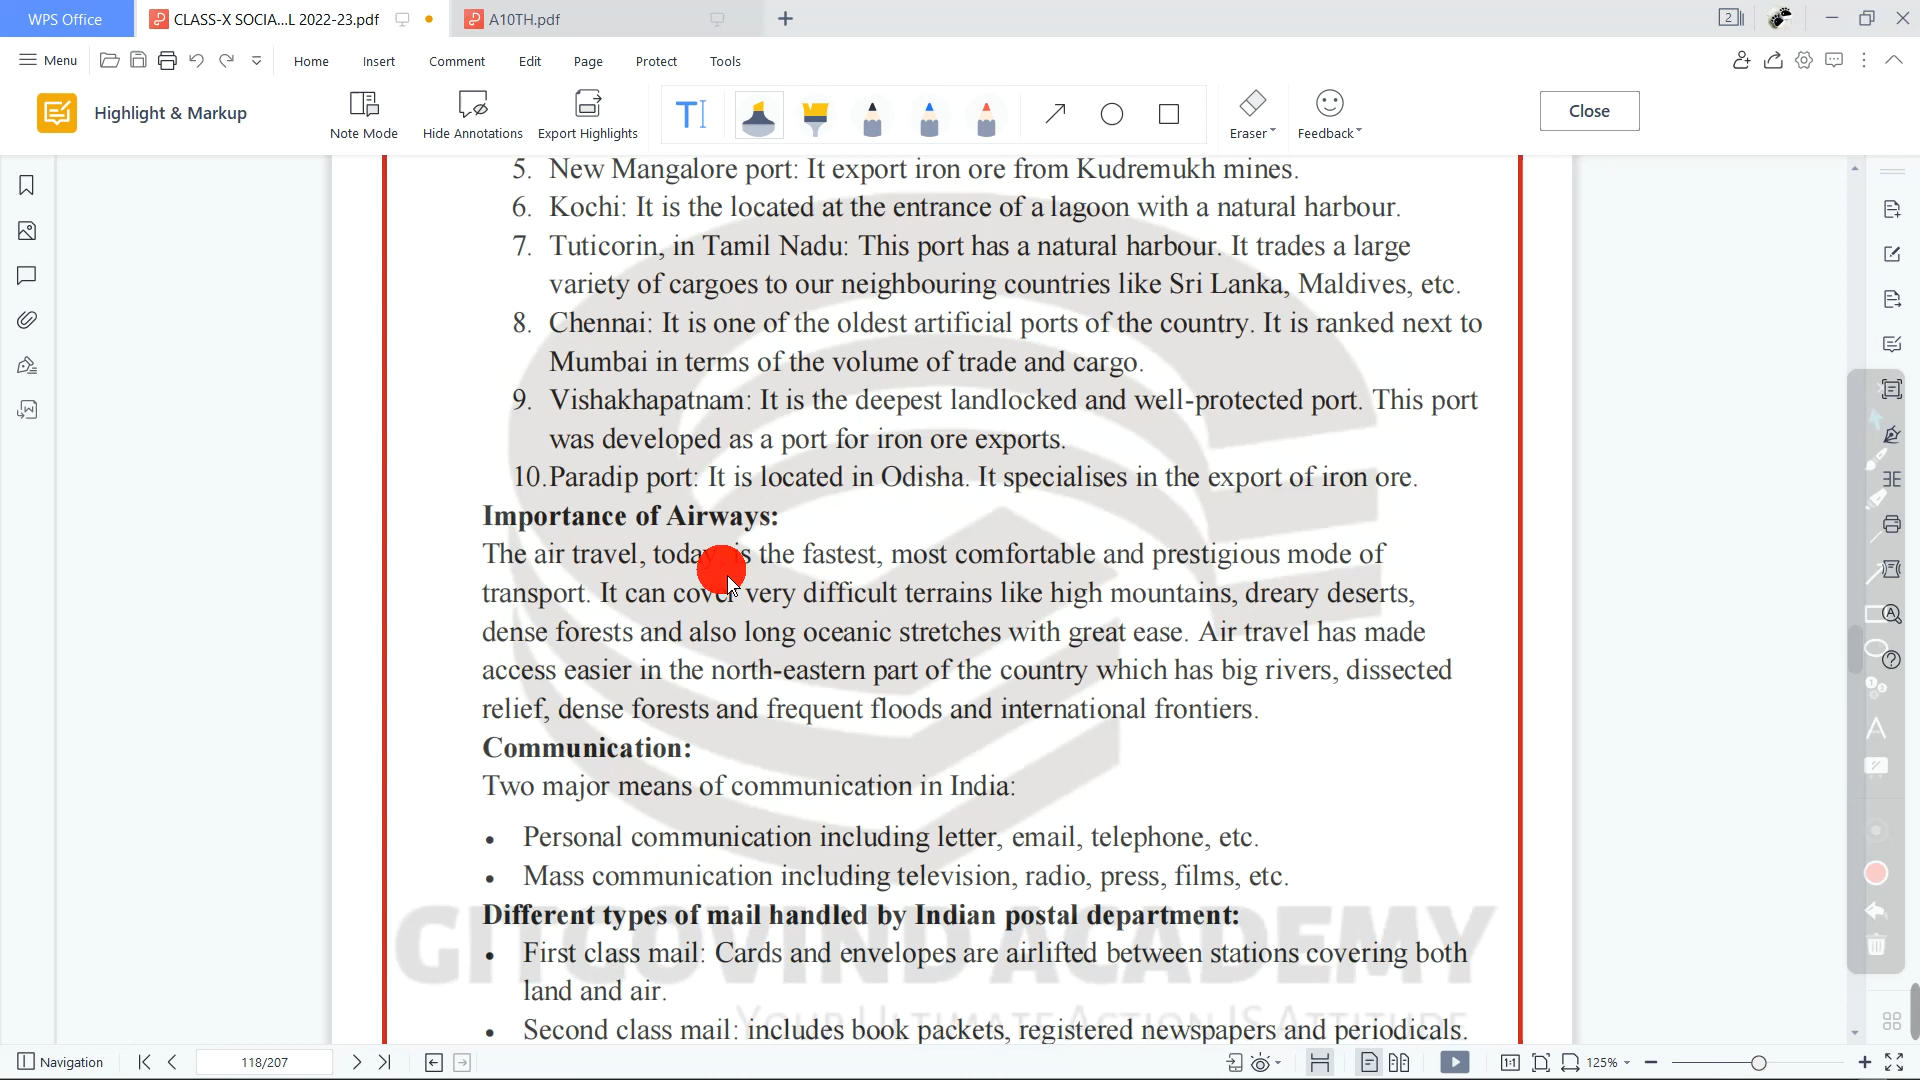 WPS Office
CLASS-X SOCIA...L 2022-23.pdf
A10TH.pdf
2
Menu
Home
Insert
Comment
Edit
Page
Protect
Tools
Highlight & Markup
Note Mode
Hide Annotations
Export Highlights
Eraser
Feedback
Close
5. New Mangalore port: It export iron ore from Kudremukh mines.
6. Kochi: It is the located at the entrance of a lagoon with a natural harbour.
7. Tuticorin, in Tamil Nadu: This port has a natural harbour. It trades a large
variety of cargoes to our neighbouring countries like Sri Lanka, Maldives, etc.
8. Chennai: It is one of the oldest artificial ports of the country. It is ranked next to
Mumbai in terms of the volume of trade and cargo.
9. Vishakhapatnam: It is the deepest landlocked and well-protected port. This port
was developed as a port for iron ore exports.
10.Paradip port: It is located in Odisha. It specialises in the export of iron ore.
Importance of Airways:
The air travel, today, is the fastest, most comfortable and prestigious mode of
transport. It can cover very difficult terrains like high mountains, dreary deserts,
dense forests and also long oceanic stretches with great ease. Air travel has made
access easier in the north-eastern part of the country which has big rivers, dissected
relief, dense forests and frequent floods and international frontiers.
Communication:
Two major means of communication in India:
• Personal communication including letter, email, telephone, etc.
• Mass communication including television, radio, press, films, etc.
Different types of mail handled by Indian postal department:
• First class mail: Cards and envelopes are airlifted between stations covering both
land and air.
• Second class mail: includes book packets, registered newspapers and periodicals.
GITGOVIND ACADEMY
YOUR ULTIMATE ACTION IS ATTITUDE
Navigation
118/207
125%